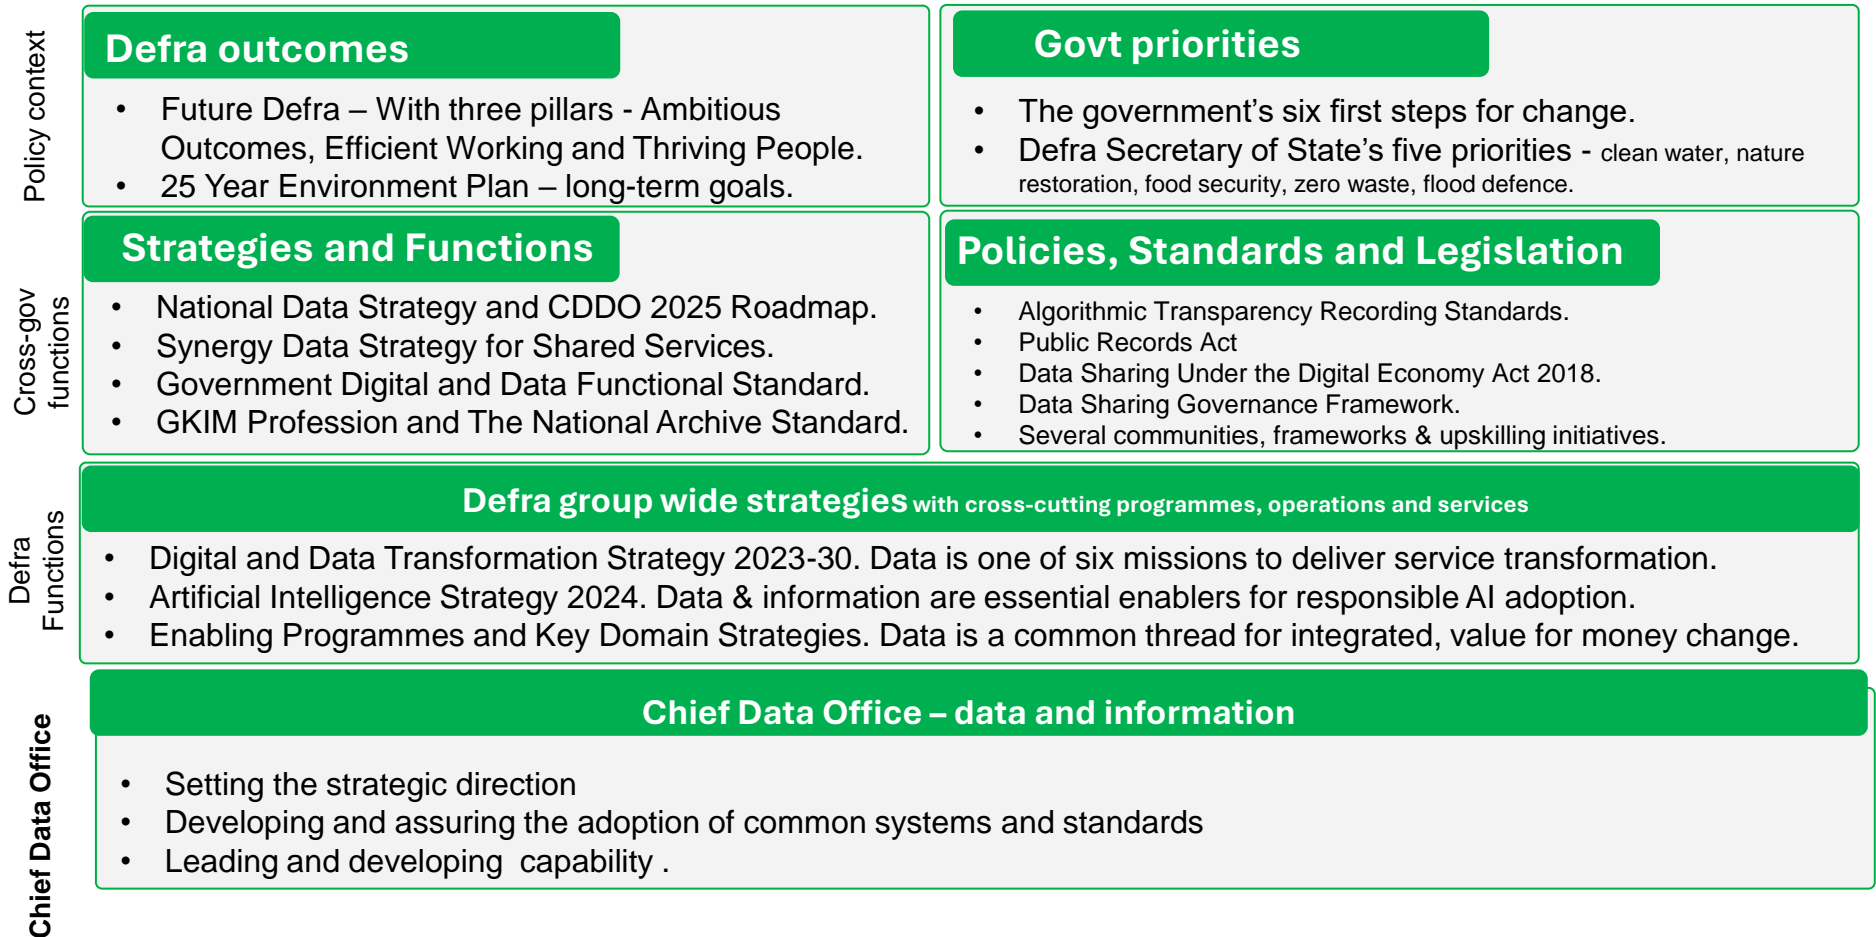 Policy context
Defra outcomes
• Future Defra – With three pillars - Ambitious
Outcomes, Efficient Working and Thriving People.
• 25 Year Environment Plan – long-term goals.
Govt priorities
• The government’s six first steps for change.
• Defra Secretary of State’s five priorities - clean water, nature
restoration, food security, zero waste, flood defence.
Cross-gov
functions
Strategies and Functions
• National Data Strategy and CDDO 2025 Roadmap.
• Synergy Data Strategy for Shared Services.
• Government Digital and Data Functional Standard.
• GKIM Profession and The National Archive Standard.
Policies, Standards and Legislation
• Algorithmic Transparency Recording Standards.
• Public Records Act
• Data Sharing Under the Digital Economy Act 2018.
• Data Sharing Governance Framework.
• Several communities, frameworks & upskilling initiatives.
Defra
Functions
Defra group wide strategies with cross-cutting programmes, operations and services
• Digital and Data Transformation Strategy 2023-30. Data is one of six missions to deliver service transformation.
• Artificial Intelligence Strategy 2024. Data & information are essential enablers for responsible AI adoption.
• Enabling Programmes and Key Domain Strategies. Data is a common thread for integrated, value for money change.
Chief Data Office
Chief Data Office – data and information
• Setting the strategic direction
• Developing and assuring the adoption of common systems and standards
• Leading and developing  capability .